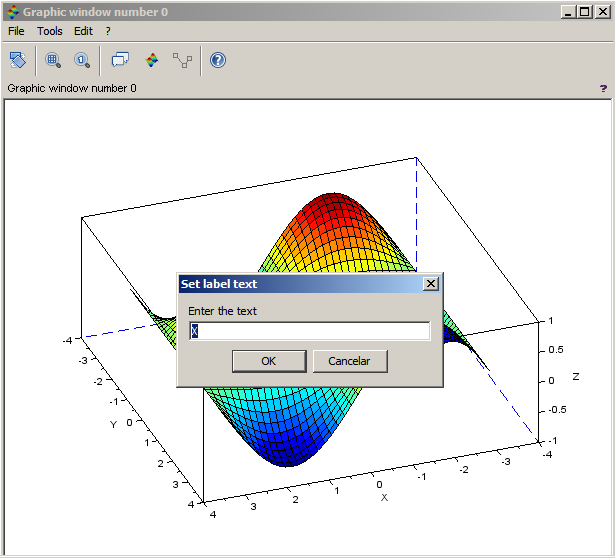 Graphic window number 0
File Tools Edit ?
Graphic window number 0 ?
Set label text
Enter the text
X
OK Cancelar
-4
-3
-2
-1
0
1
2
3
4
Y
4
3
2
1
0
-1
-2
-3
-4
X
1
0.5
0
-0.5
-1
Z